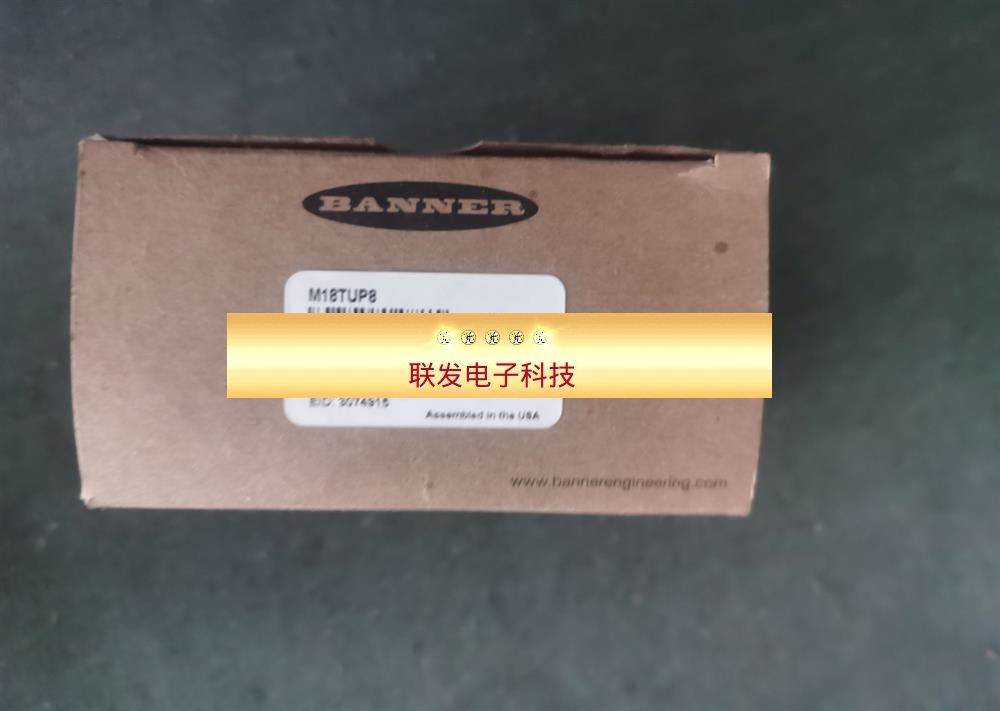 BANNER
M18TUP8
联发电子科技
EID: 3074915
Assembled in the USA
www.bannerengineering.com